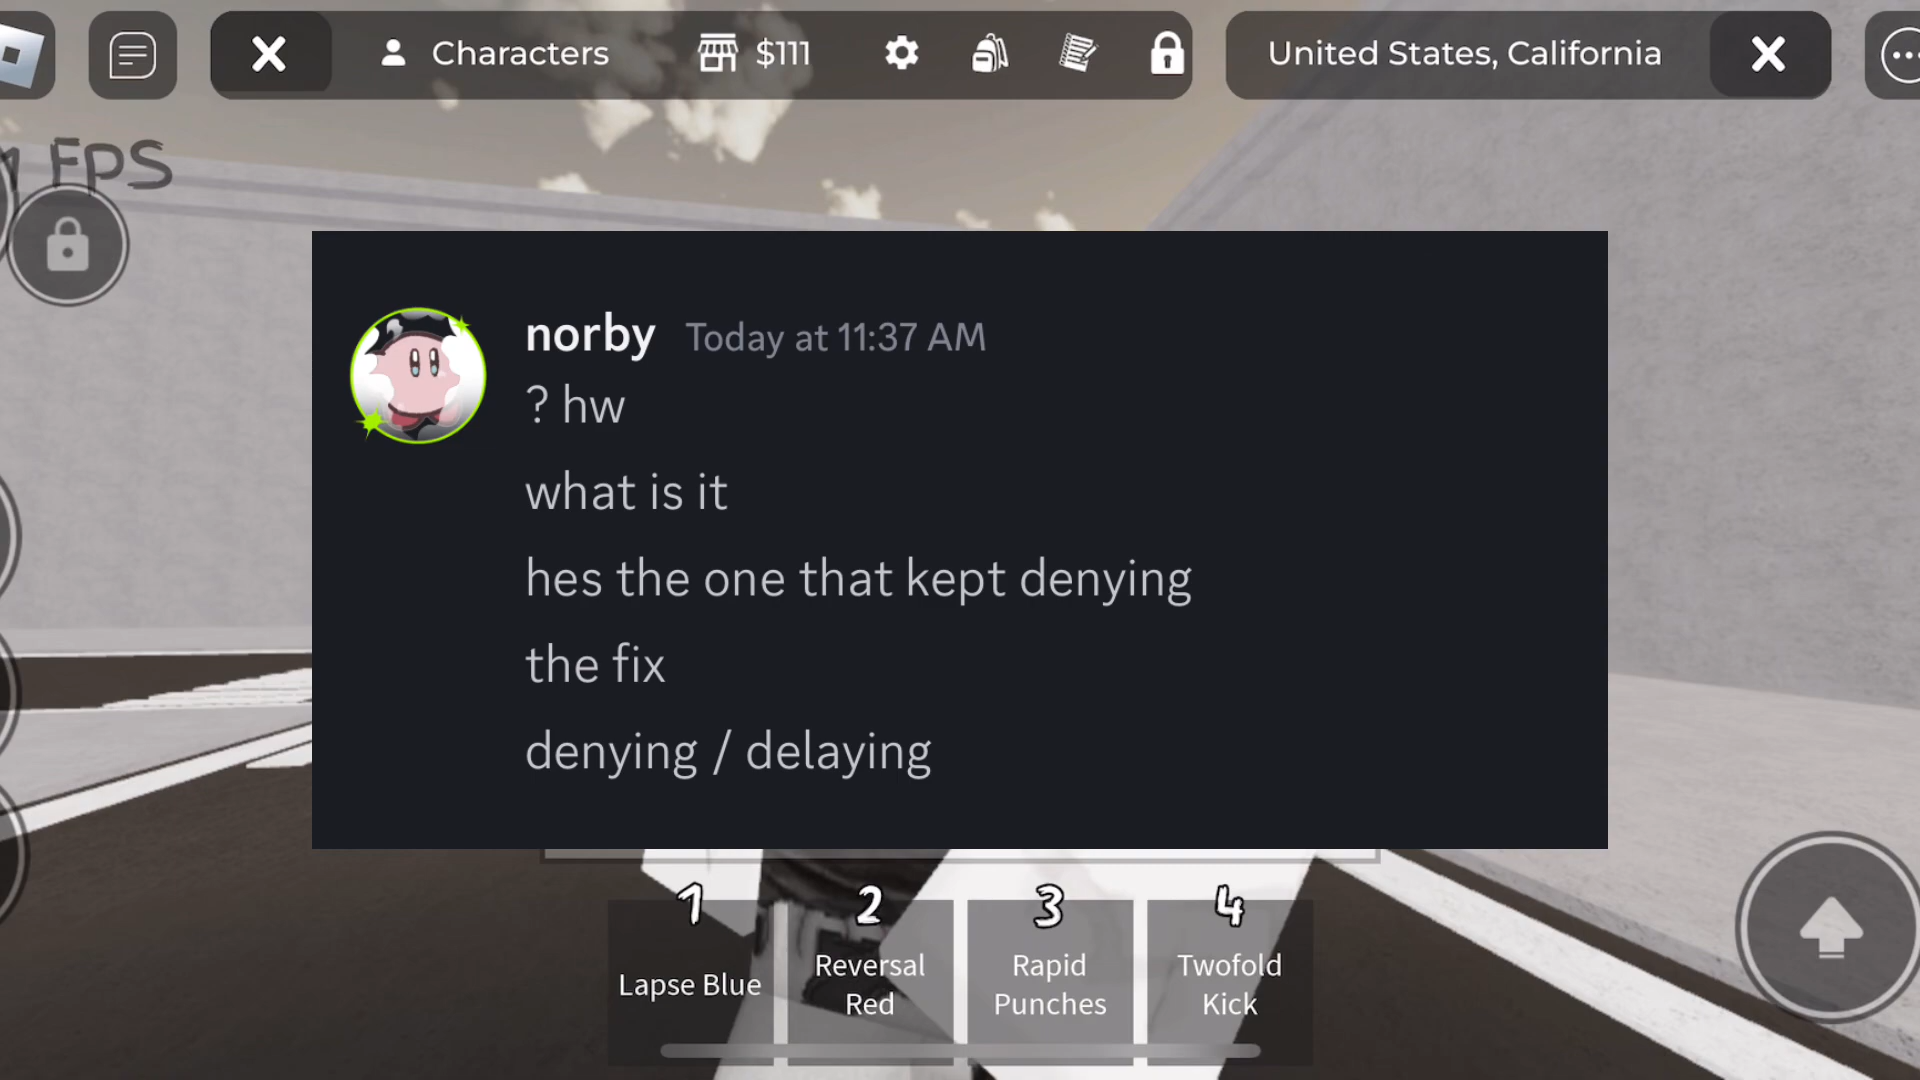 Characters $111 United States, California
FPS
norby Today at 11:37 AM
? hw
what is it
hes the one that kept denying
the fix
denying / delaying
1 2 3 4
Lapse Blue
Reversal Red
Rapid Punches
Twofold Kick